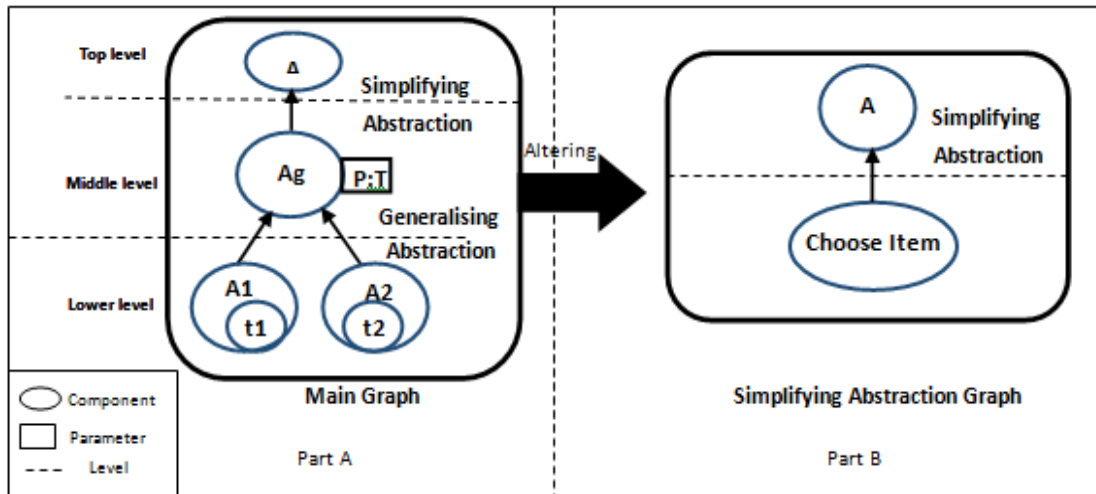 Top level
A
Simplifying
Abstraction
Middle level
Ag
P:T
Generalising
Abstraction
Lower level
A1
t1
A2
t2
Main Graph
Component
Parameter
Level
Part A
Altering
A
Simplifying
Abstraction
Choose Item
Simplifying Abstraction Graph
Part B